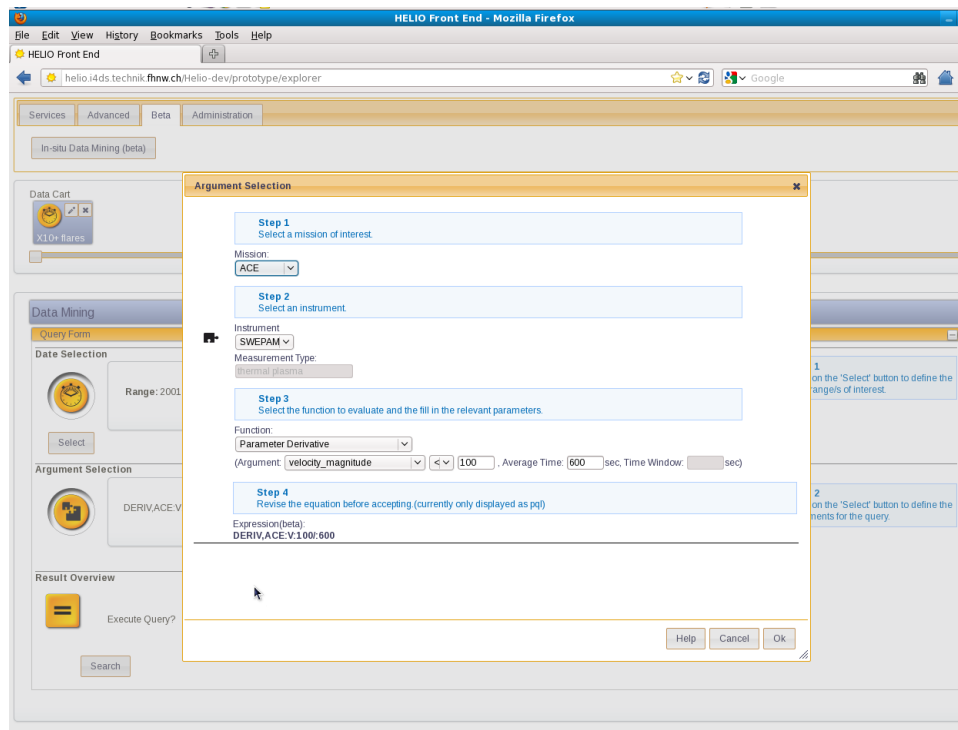 HELIO Front End - Mozilla Firefox
File Edit View History Bookmarks Tools Help
HELIO Front End
helio.i4ds.technik.fhnw.ch/Helio-dev/prototype/explorer
Google
Services Advanced Beta Administration
In-situ Data Mining (beta)
Data Cart
X10+ flares
Argument Selection
Step 1
Select a mission of interest.
Mission:
ACE
Step 2
Select an instrument.
Instrument
SWEPAM
Measurement Type:
thermal plasma
Step 3
Select the function to evaluate and the fill in the relevant parameters.
Function:
Parameter Derivative
(Argument: velocity_magnitude < 100 , Average Time: 600 sec, Time Window: sec)
Step 4
Revise the equation before accepting.(currently only displayed as pql)
Expression(beta):
DERIV,ACE:V:100/:600
Help Cancel Ok
Data Mining
Query Form
Date Selection
Range: 2001
Select
1
on the 'Select' button to define the
range/s of interest.
Argument Selection
DERIV,ACE:V
2
on the 'Select' button to define the
ments for the query.
Result Overview
Execute Query?
Search